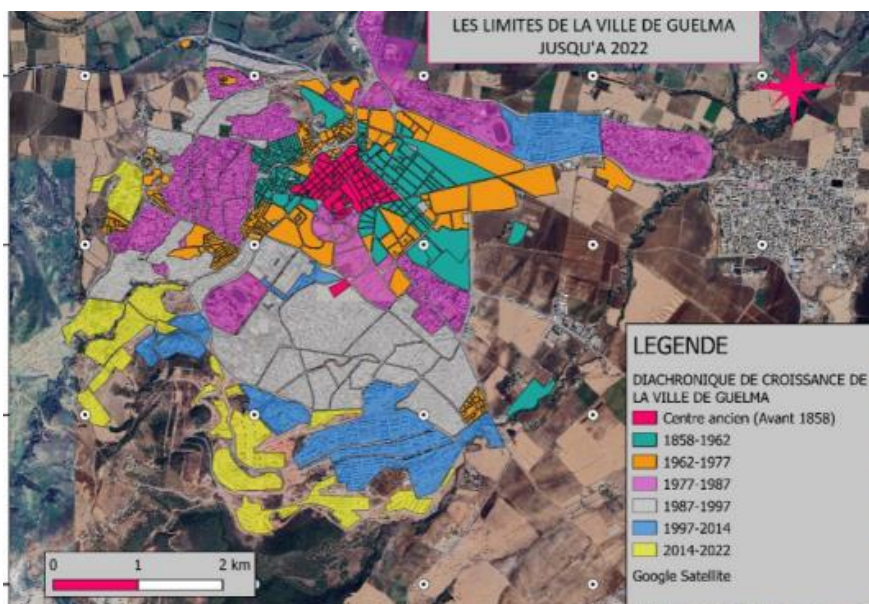 LES LIMITES DE LA VILLE DE GUELMA
JUSQU'A 2022
LEGENDE
DIACHRONIQUE DE CROISSANCE DE
LA VILLE DE GUELMA
Centre ancien (Avant 1858)
1858-1962
1962-1977
1977-1987
1987-1997
1997-2014
2014-2022
Google Satellite
0 1 2 km